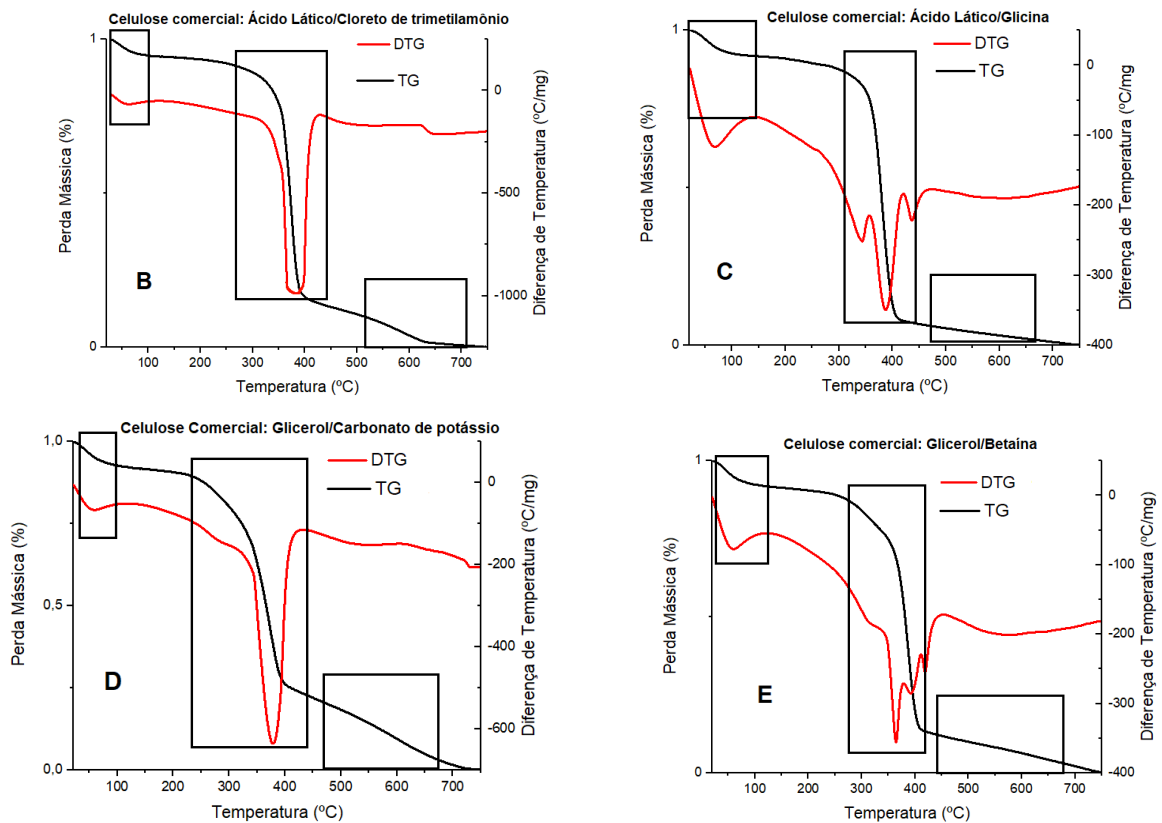 Celulose comercial: Ácido Lático/Cloreto de trimetilamônio
DTG
TG
B
1
0
Perda Mássica (%)
0
-500
-1000
Diferença de Temperatura (ºC/mg)
100 200 300 400 500 600 700
Temperatura (ºC)
Celulose comercial: Ácido Lático/Glicina
DTG
TG
C
1
0
Perda Mássica (%)
0
-100
-200
-300
-400
Diferença de Temperatura (ºC/mg)
100 200 300 400 500 600 700
Temperatura (ºC)
Celulose Comercial: Glicerol/Carbonato de potássio
DTG
TG
D
1,0
0,5
0,0
Perda Mássica (%)
0
-200
-400
-600
Diferença de Temperatura (ºC/mg)
100 200 300 400 500 600 700
Temperatura (ºC)
Celulose comercial: Glicerol/Betaína
DTG
TG
E
1
0
Perda Mássica (%)
0
-100
-200
-300
-400
Diferença de Temperatura (ºC/mg)
100 200 300 400 500 600 700
Temperatura (ºC)